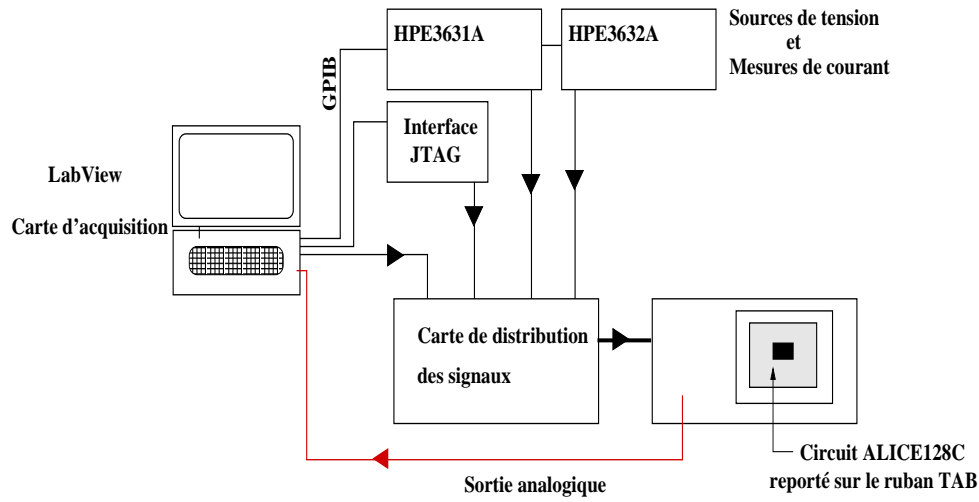 HPE3631A
HPE3632A
Sources de tension
et
Mesures de courant
GPIB
Interface
JTAG
LabView
Carte d'acquisition
Carte de distribution
des signaux
Circuit ALICE128C
reporté sur le ruban TAB
Sortie analogique